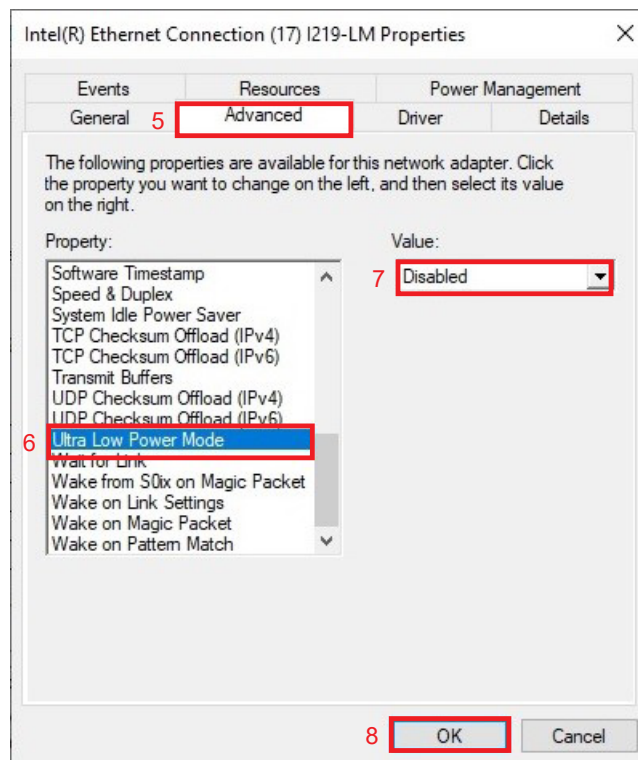 Intel(R) Ethernet Connection (17) I219-LM Properties
Events Resources Power Management
General 5 Advanced Driver Details
The following properties are available for this network adapter. Click
the property you want to change on the left, and then select its value
on the right.
Property: Value:
Software Timestamp
7 Disabled
Speed & Duplex
System Idle Power Saver
TCP Checksum Offload (IPv4)
TCP Checksum Offload (IPv6)
Transmit Buffers
UDP Checksum Offload (IPv4)
UDP Checksum Offload (IPv6)
6 Ultra Low Power Mode
Wait for Link
Wake from S0ix on Magic Packet
Wake on Link Settings
Wake on Magic Packet
Wake on Pattern Match
8 OK Cancel